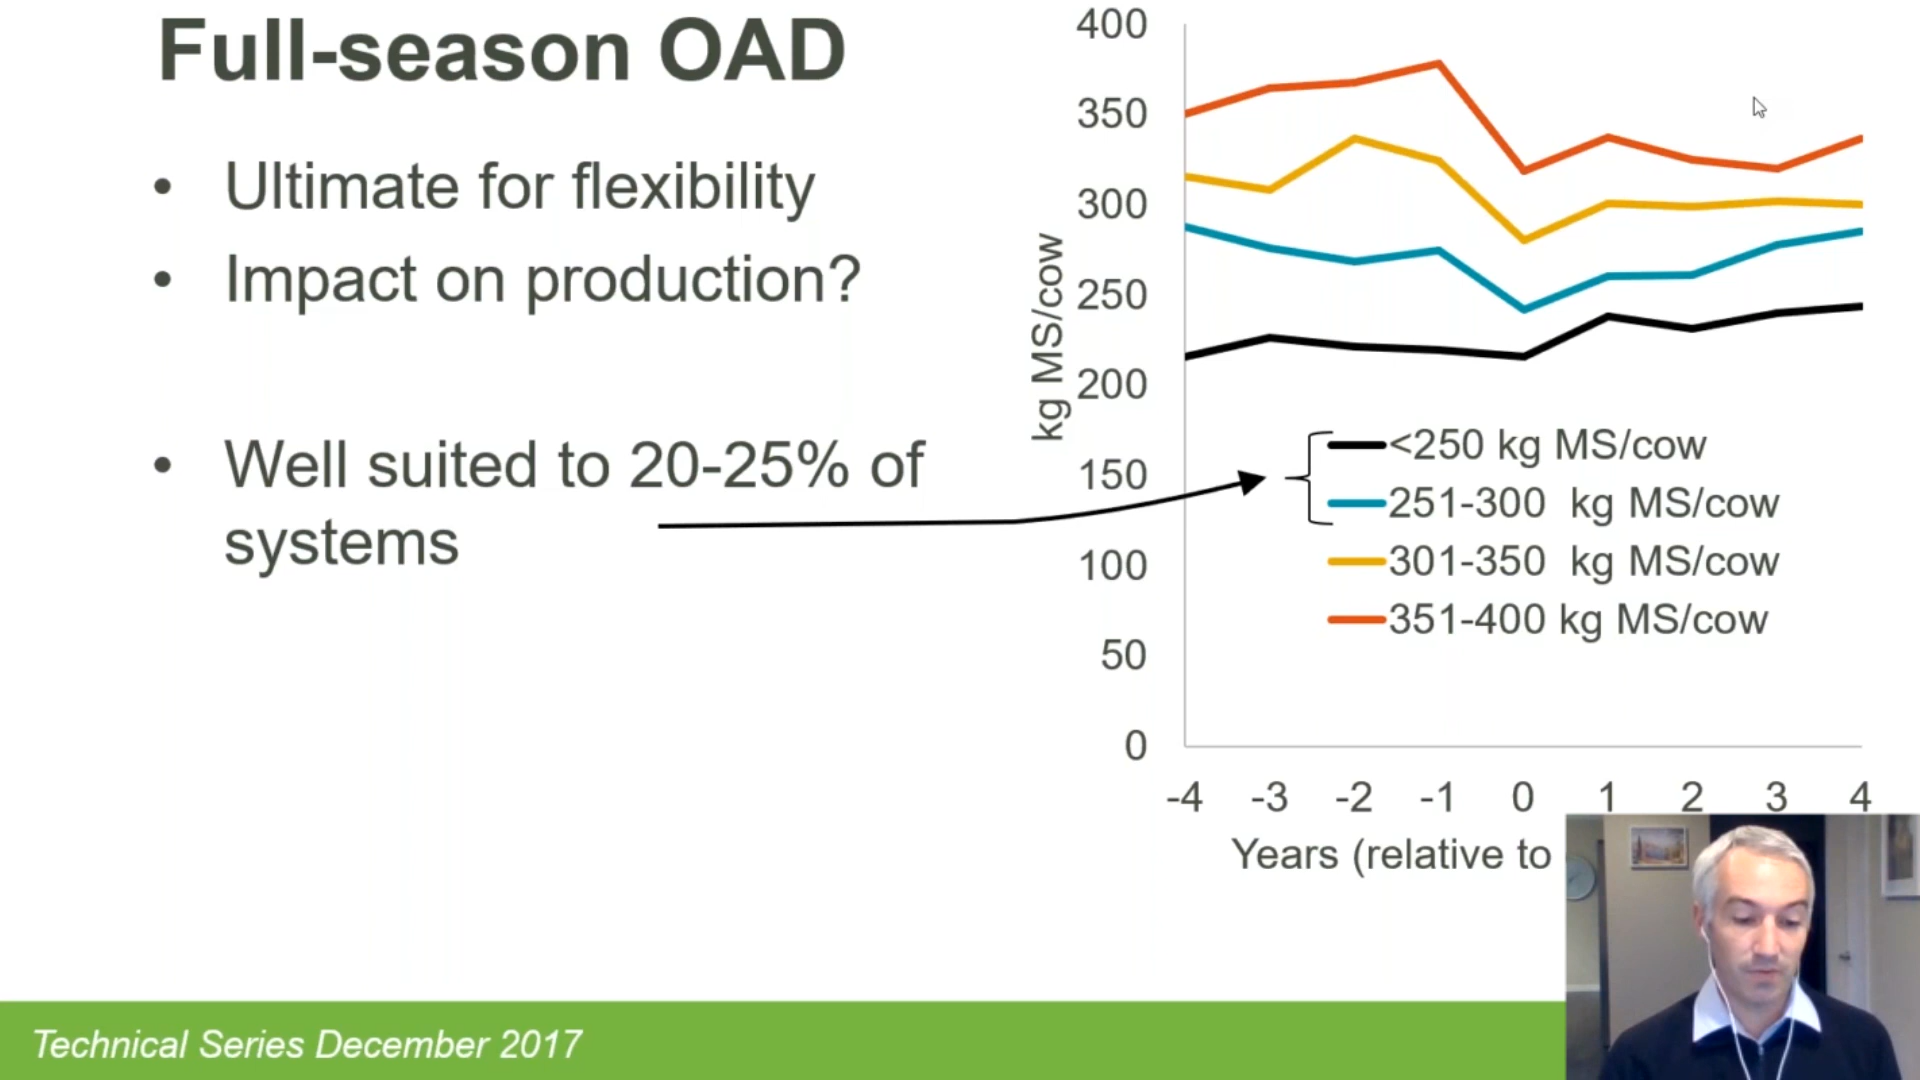 Full-season OAD
• Ultimate for flexibility
• Impact on production?
• Well suited to 20-25% of
systems
kg MS/cow
400
350
300
250
200
150
100
50
0
<250 kg MS/cow
251-300 kg MS/cow
301-350 kg MS/cow
351-400 kg MS/cow
-4 -3 -2 -1 0 1 2 3 4
Years (relative to
Technical Series December 2017